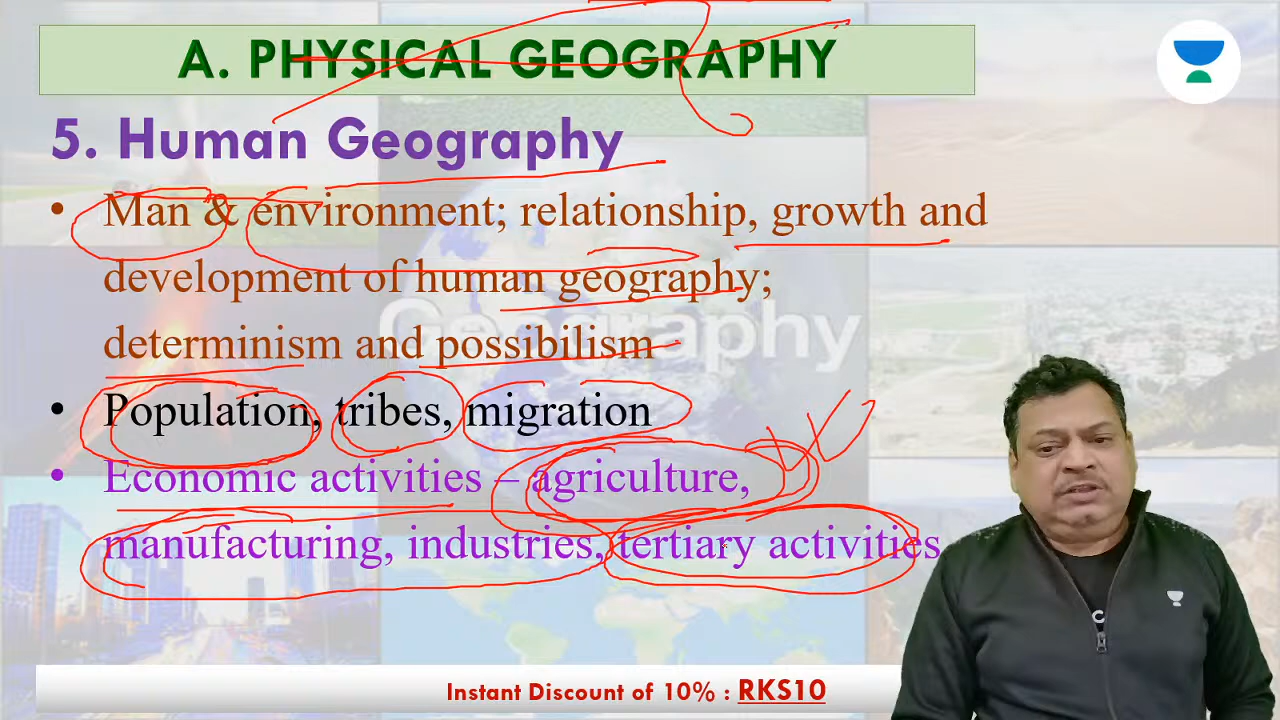 A. PHYSICAL GEOGRAPHY
5. Human Geography
• Man & environment; relationship, growth and
development of human geography;
determinism and possibilism
• Population, tribes, migration
• Economic activities – agriculture,
manufacturing, industries, tertiary activities
Geography
Instant Discount of 10% : RKS10